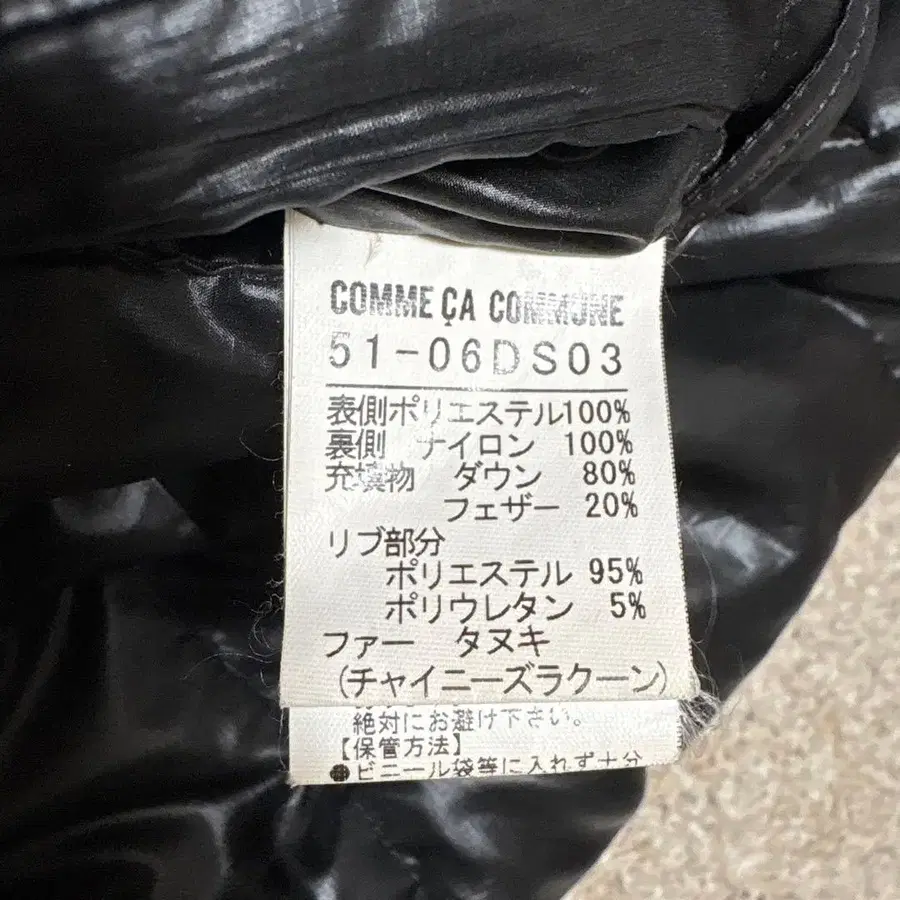 COMME ÇA COMMUNE
51-06DS03
表側ポリエステル100%
裏側 ナイロン 100%
充填物 ダウン 80%
フェザー 20%
リブ部分
ポリエステル 95%
ポリウレタン 5%
ファー タヌキ
(チャイニーズラクーン)
絶対にお避け下さい。
【保管方法】
●ビニール袋等に入れず十分